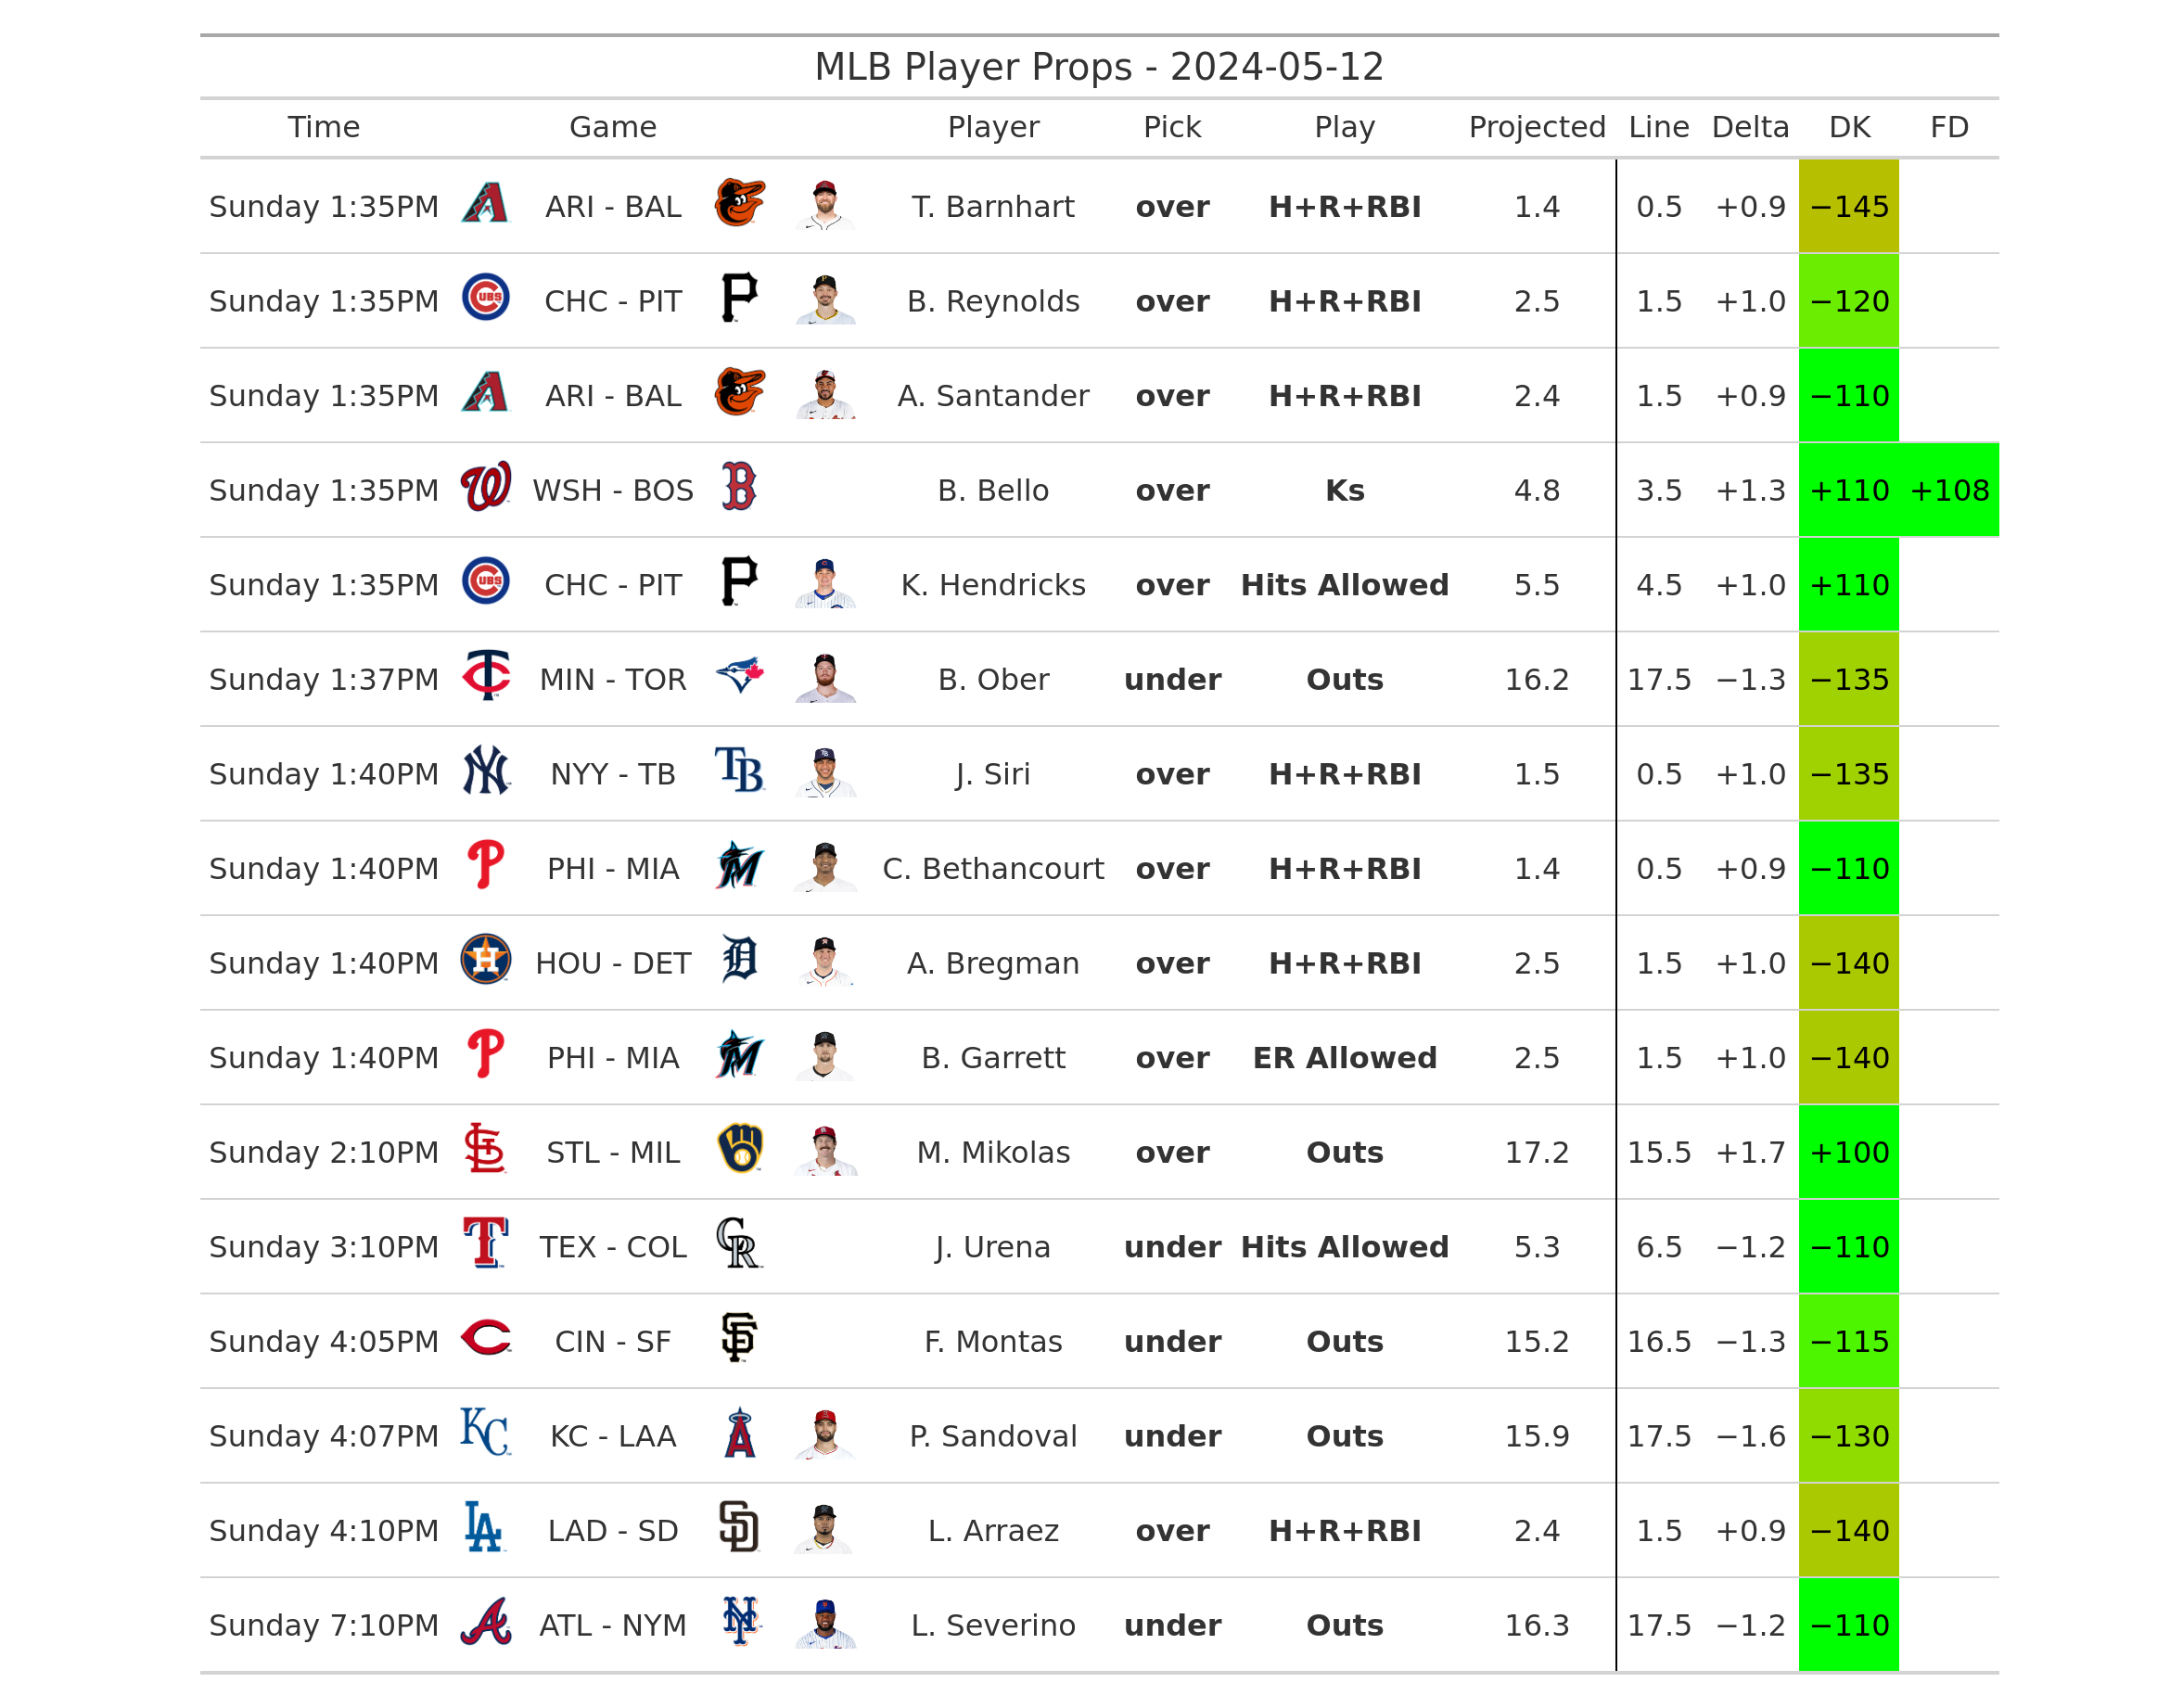 MLB Player Props - 2024-05-12
Time Game Player Pick Play Projected Line Delta DK FD
Sunday 1:35PM ARI - BAL T. Barnhart over H+R+RBI 1.4 0.5 +0.9 −145
Sunday 1:35PM CHC - PIT B. Reynolds over H+R+RBI 2.5 1.5 +1.0 −120
Sunday 1:35PM ARI - BAL A. Santander over H+R+RBI 2.4 1.5 +0.9 −110
Sunday 1:35PM WSH - BOS B. Bello over Ks 4.8 3.5 +1.3 +110 +108
Sunday 1:35PM CHC - PIT K. Hendricks over Hits Allowed 5.5 4.5 +1.0 +110
Sunday 1:37PM MIN - TOR B. Ober under Outs 16.2 17.5 −1.3 −135
Sunday 1:40PM NYY - TB J. Siri over H+R+RBI 1.5 0.5 +1.0 −135
Sunday 1:40PM PHI - MIA C. Bethancourt over H+R+RBI 1.4 0.5 +0.9 −110
Sunday 1:40PM HOU - DET A. Bregman over H+R+RBI 2.5 1.5 +1.0 −140
Sunday 1:40PM PHI - MIA B. Garrett over ER Allowed 2.5 1.5 +1.0 −140
Sunday 2:10PM STL - MIL M. Mikolas over Outs 17.2 15.5 +1.7 +100
Sunday 3:10PM TEX - COL J. Urena under Hits Allowed 5.3 6.5 −1.2 −110
Sunday 4:05PM CIN - SF F. Montas under Outs 15.2 16.5 −1.3 −115
Sunday 4:07PM KC - LAA P. Sandoval under Outs 15.9 17.5 −1.6 −130
Sunday 4:10PM LAD - SD L. Arraez over H+R+RBI 2.4 1.5 +0.9 −140
Sunday 7:10PM ATL - NYM L. Severino under Outs 16.3 17.5 −1.2 −110